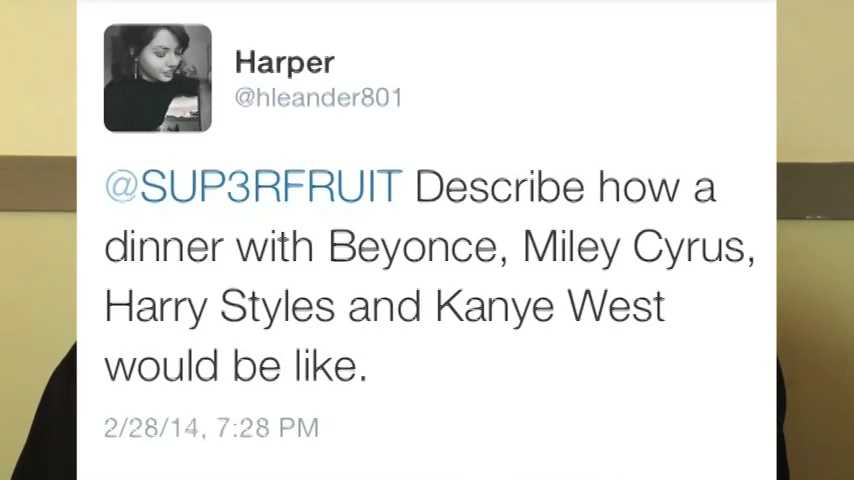 Harper
@hleander801
@SUP3RFRUIT Describe how a
dinner with Beyonce, Miley Cyrus,
Harry Styles and Kanye West
would be like.
2/28/14, 7:28 PM